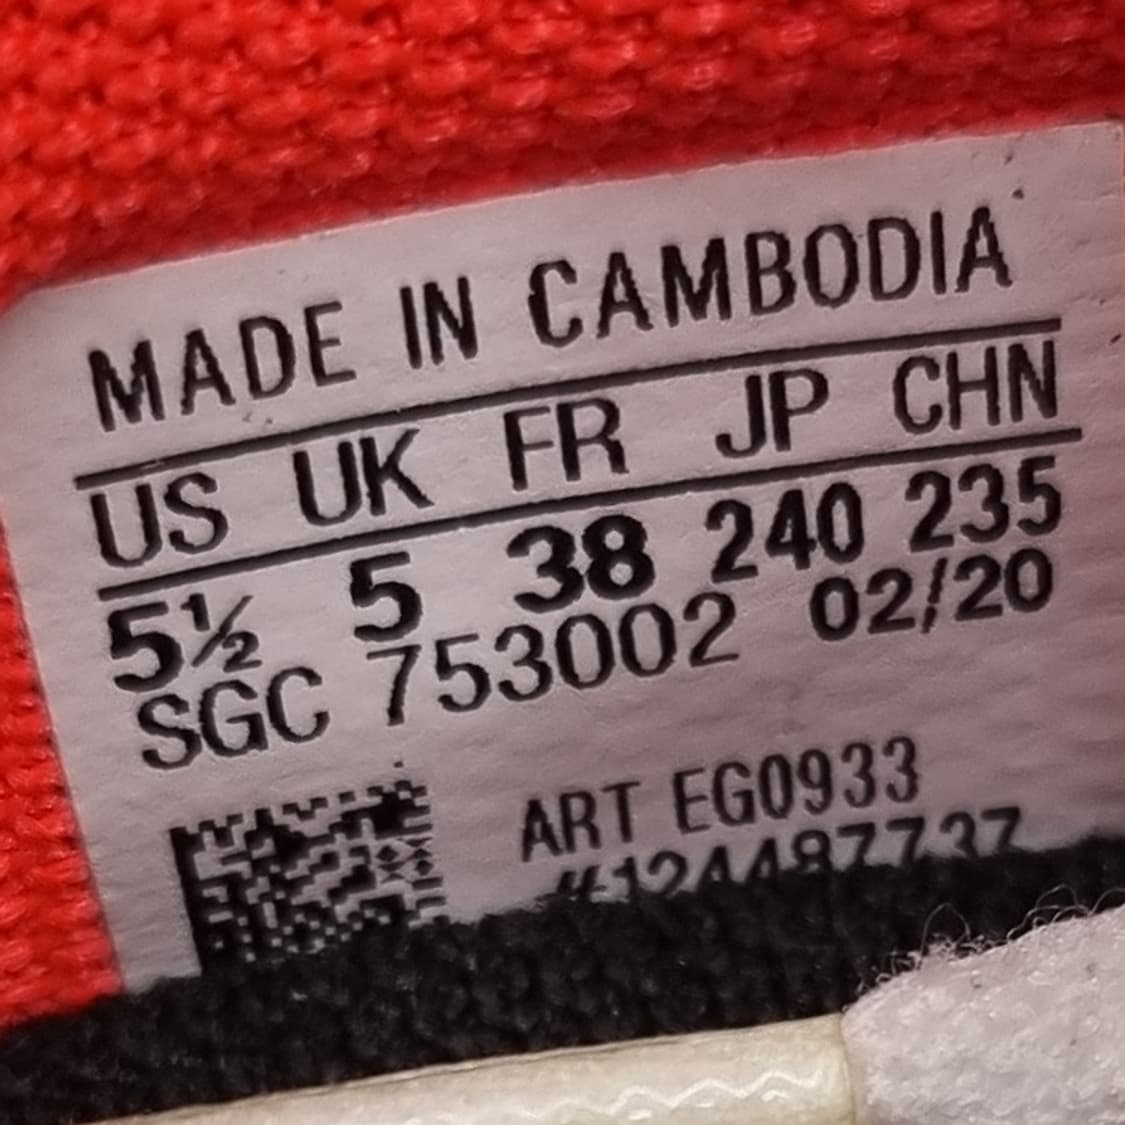 MADE IN CAMBODIA
US UK FR JP CHN
5½ 5 38 240 235
SGC 753002 02/20
ART EG0933
#124487737